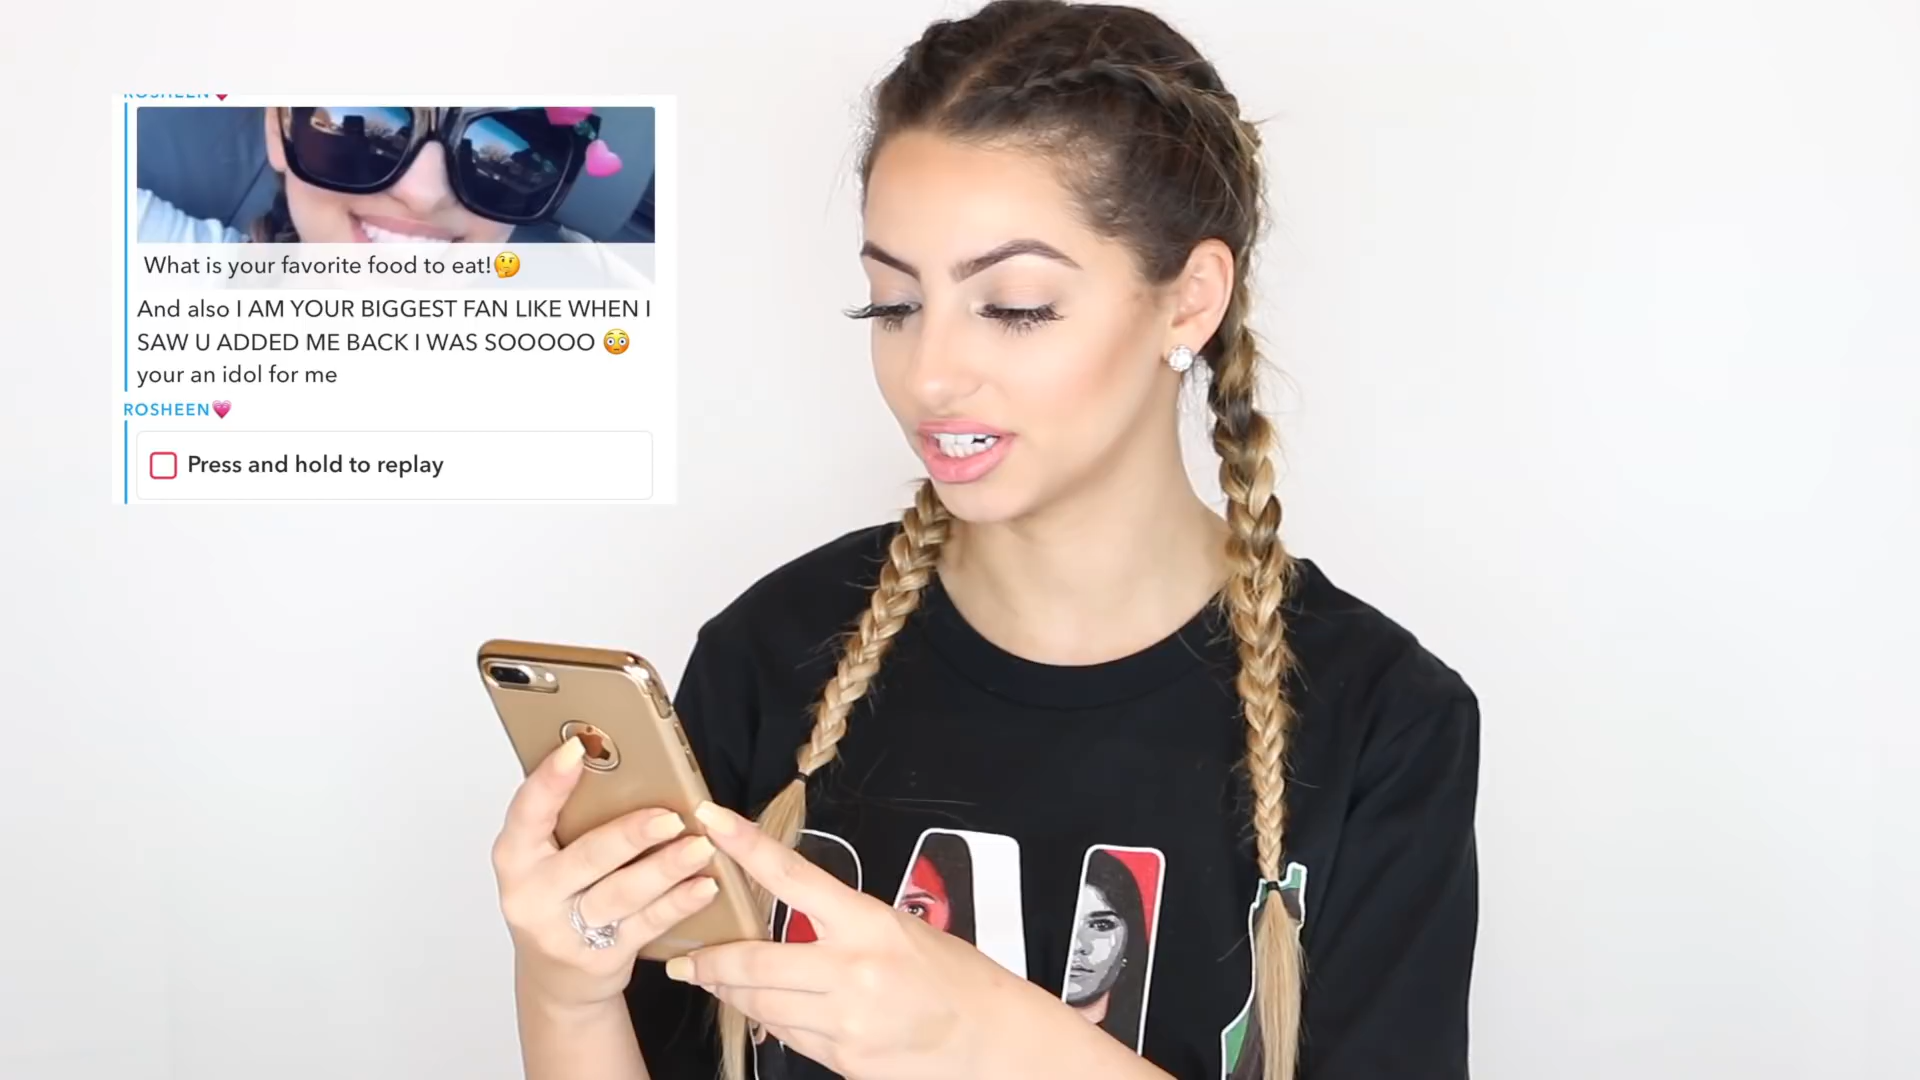 ROSHEEN💗
What is your favorite food to eat!🤔
And also I AM YOUR BIGGEST FAN LIKE WHEN I
SAW U ADDED ME BACK I WAS SOOOOO 😳
your an idol for me
ROSHEEN💗
Press and hold to replay